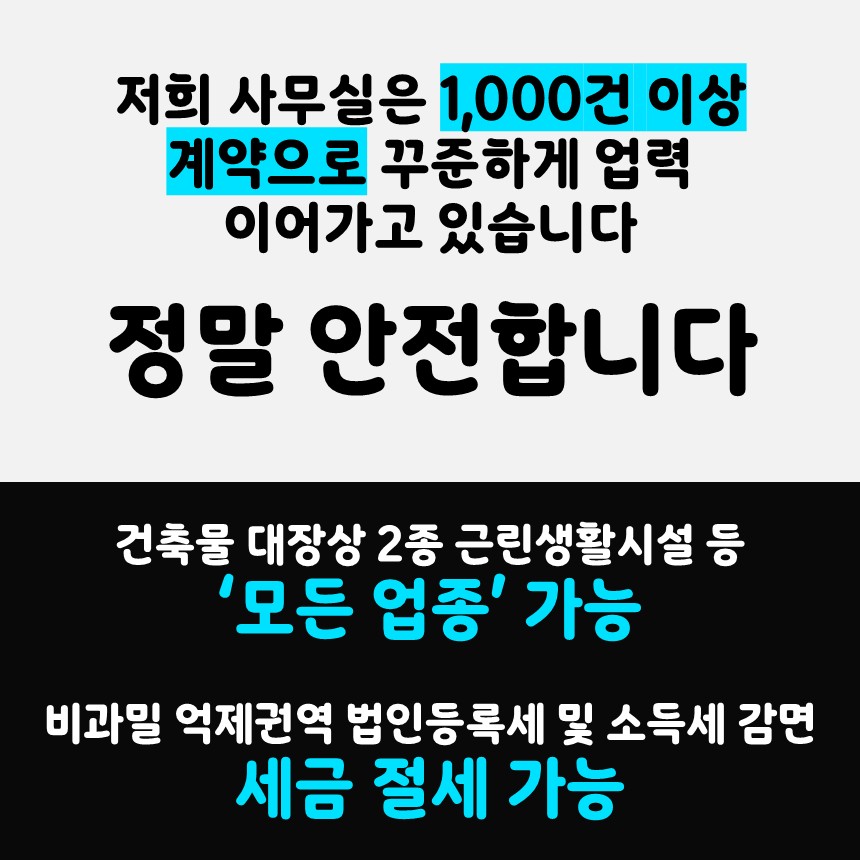 저희 사무실은 1,000건 이상
계약으로 꾸준하게 업력
이어가고 있습니다
정말 안전합니다
건축물 대장상 2종 근린생활시설 등
‘모든 업종’ 가능
비과밀 억제권역 법인등록세 및 소득세 감면
세금 절세 가능